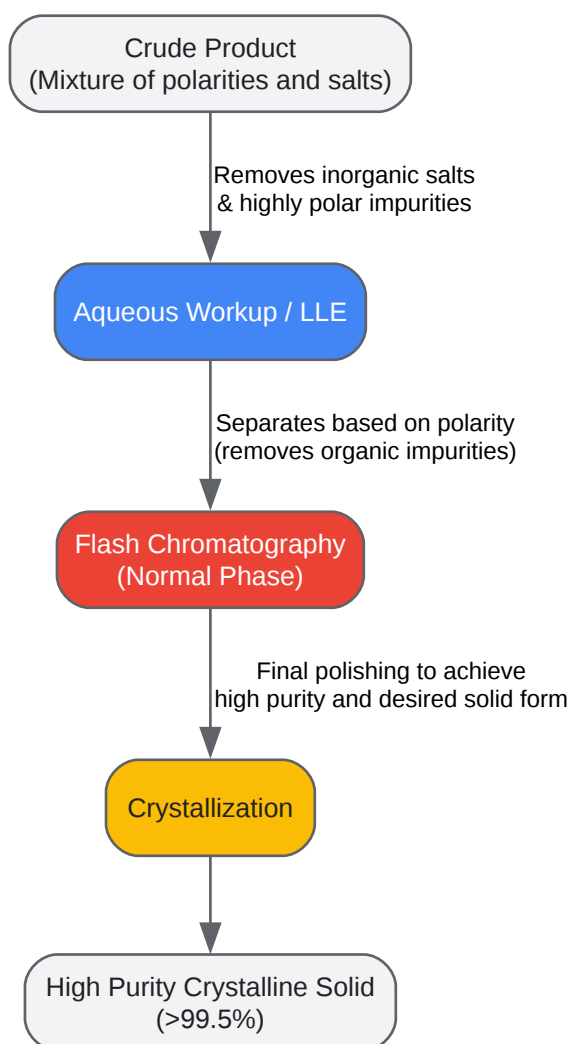 Crude Product
(Mixture of polarities and salts)
Removes inorganic salts
& highly polar impurities
Aqueous Workup / LLE
Separates based on polarity
(removes organic impurities)
Flash Chromatography
(Normal Phase)
Final polishing to achieve
high purity and desired solid form
Crystallization
High Purity Crystalline Solid
(>99.5%)